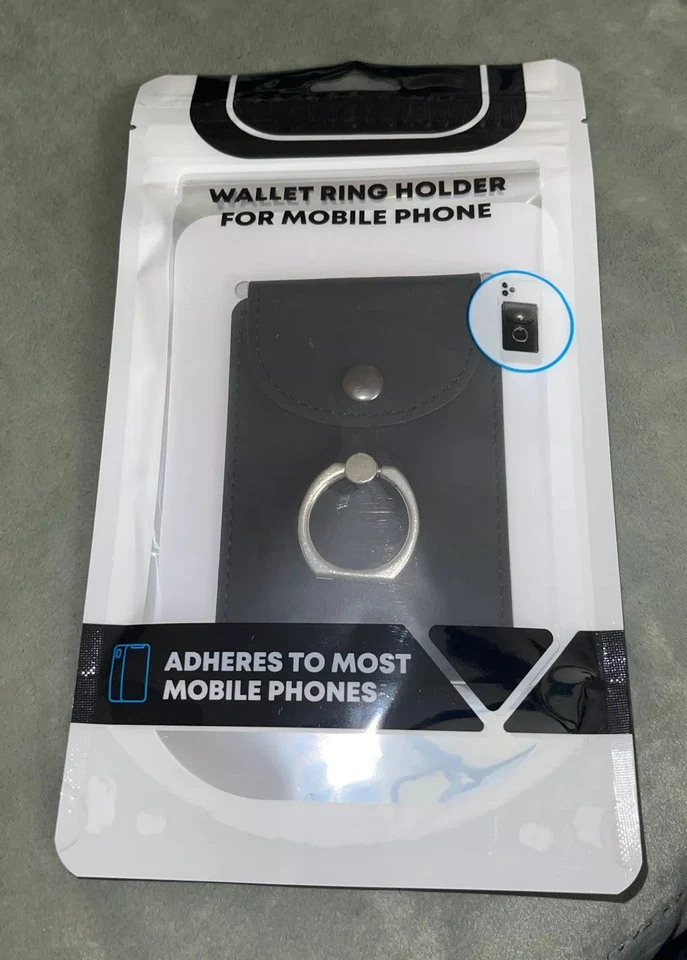 WALLET RING HOLDER
FOR MOBILE PHONE
ADHERES TO MOST
MOBILE PHONES